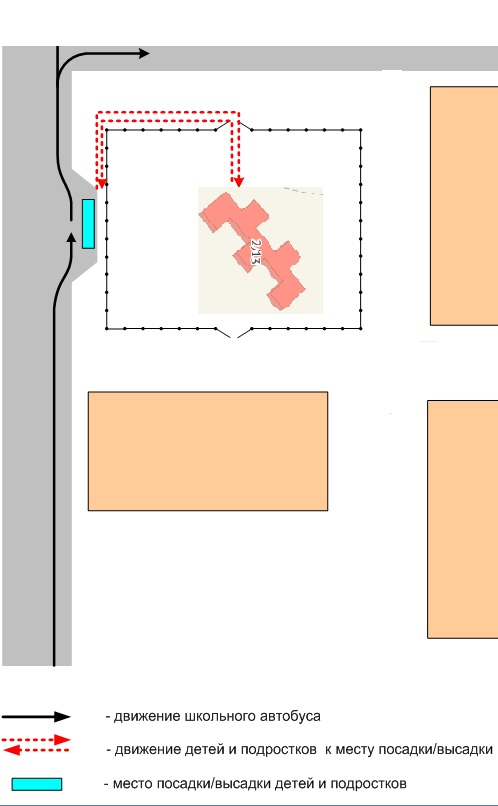 2/13
- движение школьного автобуса
- движение детей и подростков к месту посадки/высадки
- место посадки/высадки детей и подростков